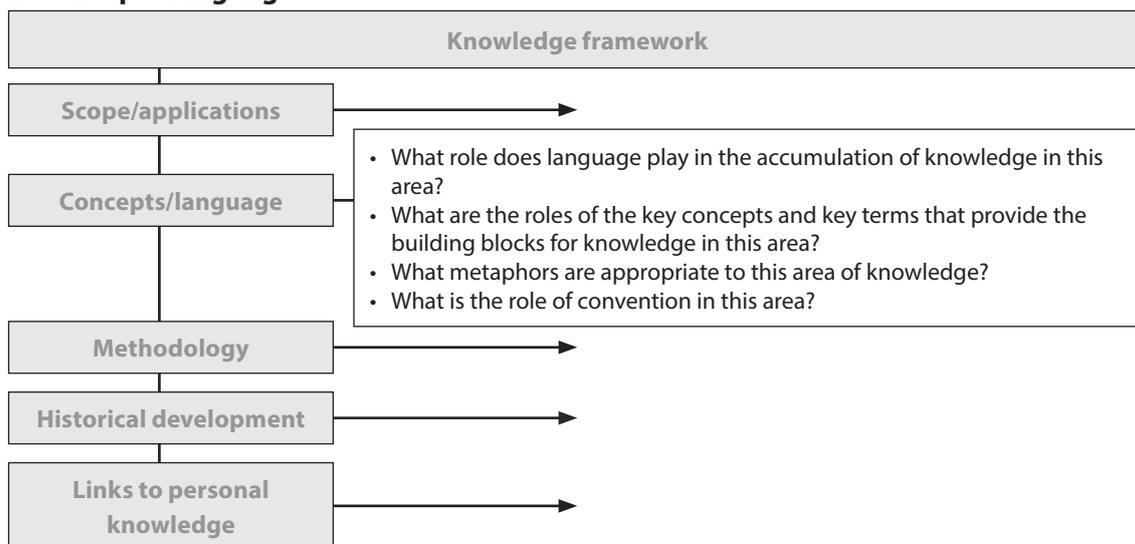 Knowledge framework
Scope/applications
Concepts/language
• What role does language play in the accumulation of knowledge in this
area?
• What are the roles of the key concepts and key terms that provide the
building blocks for knowledge in this area?
• What metaphors are appropriate to this area of knowledge?
• What is the role of convention in this area?
Methodology
Historical development
Links to personal
knowledge